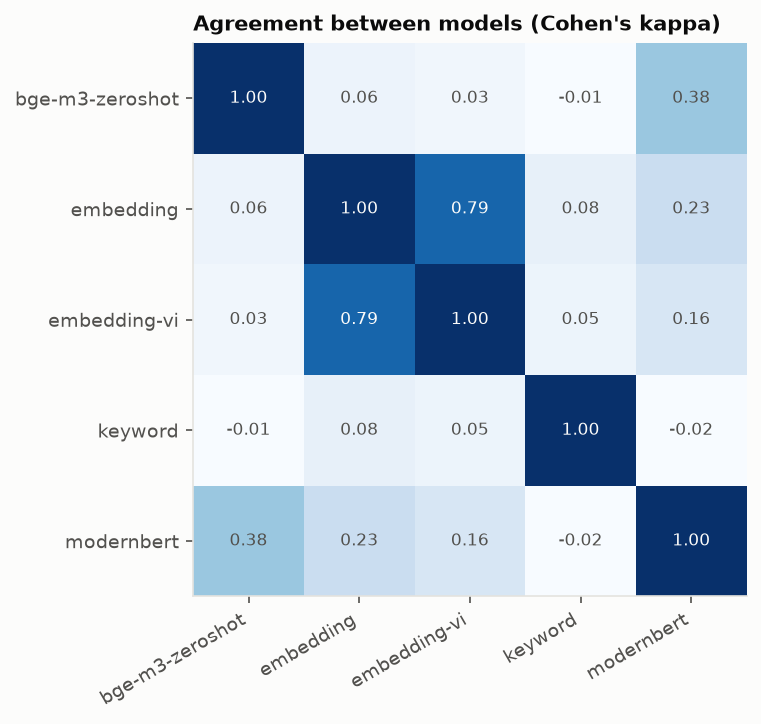 Agreement between models (Cohen's kappa)
bge-m3-zeroshot 1.00 0.06 0.03 -0.01 0.38
embedding 0.06 1.00 0.79 0.08 0.23
embedding-vi 0.03 0.79 1.00 0.05 0.16
keyword -0.01 0.08 0.05 1.00 -0.02
modernbert 0.38 0.23 0.16 -0.02 1.00
bge-m3-zeroshot embedding embedding-vi keyword modernbert